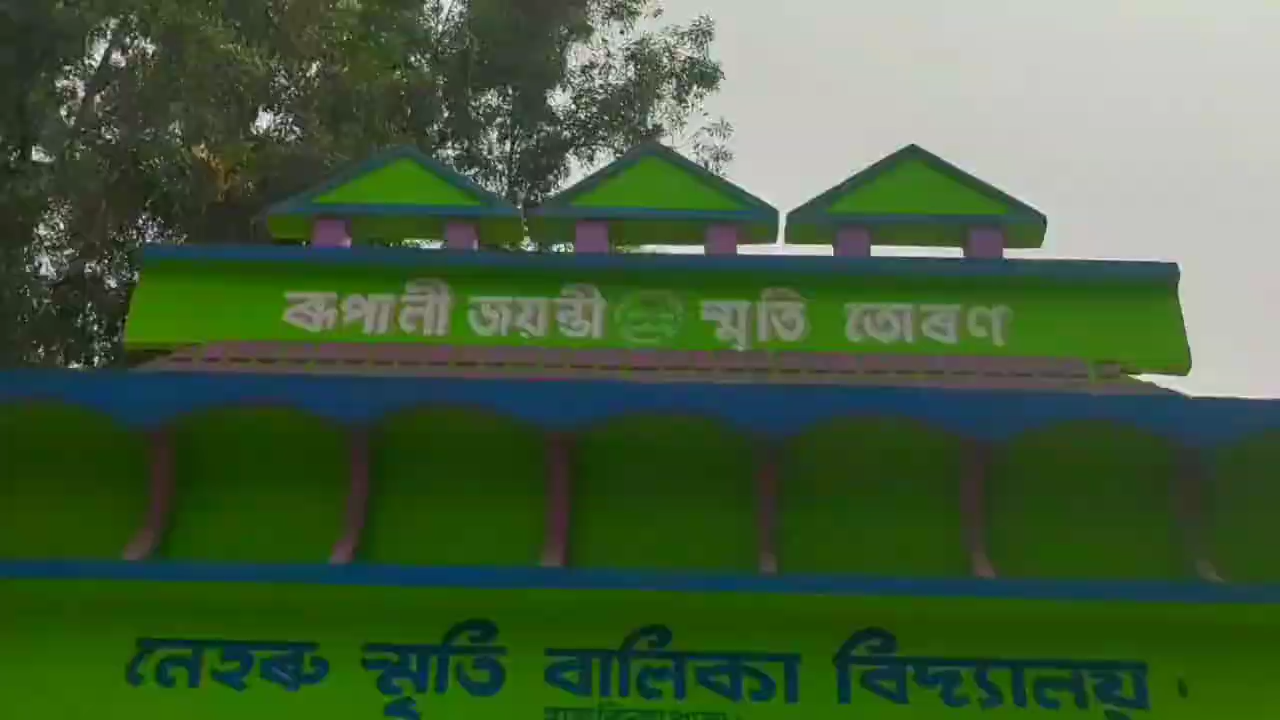 ৰূপালী জয়ন্তী স্মৃতি তোৰণ
নেহৰু স্মৃতি বালিকা বিদ্যালয়